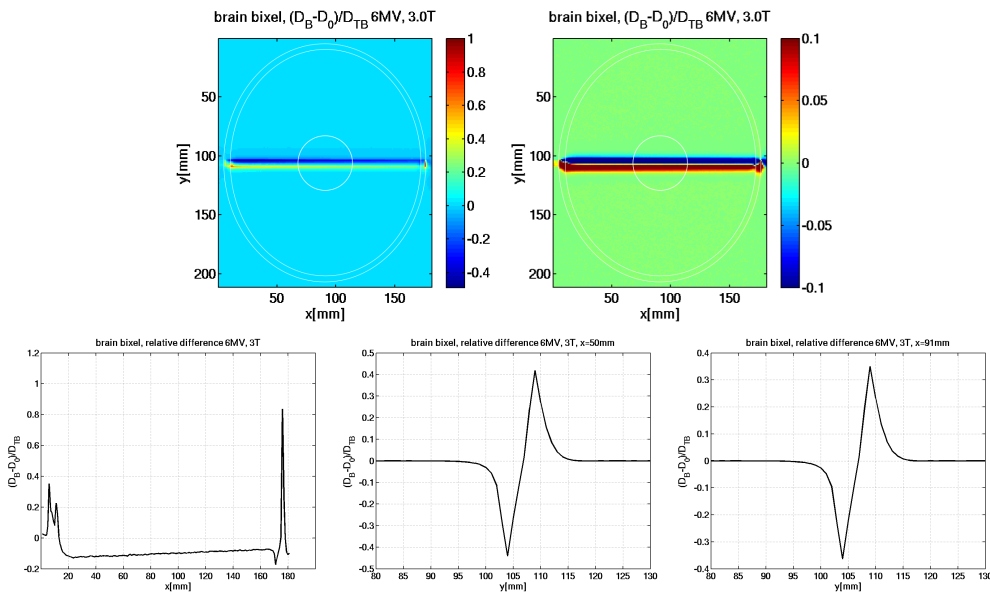 brain bixel, (D_B-D_0)/D_TB 6MV, 3.0T
1
0.8
0.6
0.4
0.2
0
-0.2
-0.4
50
100
150
200
y[mm]
50 100 150
x[mm]
brain bixel, (D_B-D_0)/D_TB 6MV, 3.0T
0.1
0.05
0
-0.05
-0.1
50
100
150
200
y[mm]
50 100 150
x[mm]
brain bixel, relative difference 6MV, 3T
1.2
1
0.8
0.6
0.4
0.2
0
-0.2
(D_B-D_0)/D_TB
20 40 60 80 100 120 140 160 180
x[mm]
brain bixel, relative difference 6MV, 3T, x=50mm
0.5
0.4
0.3
0.2
0.1
0
-0.1
-0.2
-0.3
-0.4
-0.5
(D_B-D_0)/D_TB
80 85 90 95 100 105 110 115 120 125 130
y[mm]
brain bixel, relative difference 6MV, 3T, x=91mm
0.4
0.3
0.2
0.1
0
-0.1
-0.2
-0.3
-0.4
(D_B-D_0)/D_TB
80 85 90 95 100 105 110 115 120 125
y[mm]